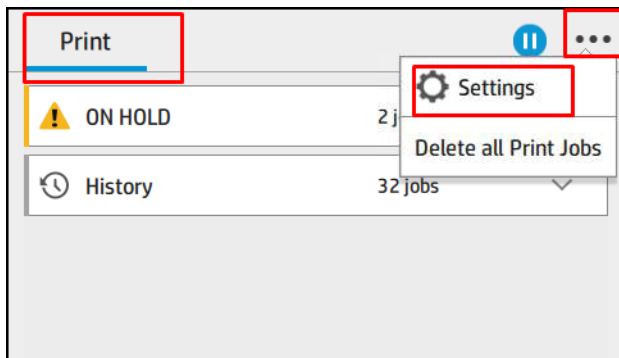 Print
Settings
ON HOLD
2 j
Delete all Print Jobs
History
32 jobs